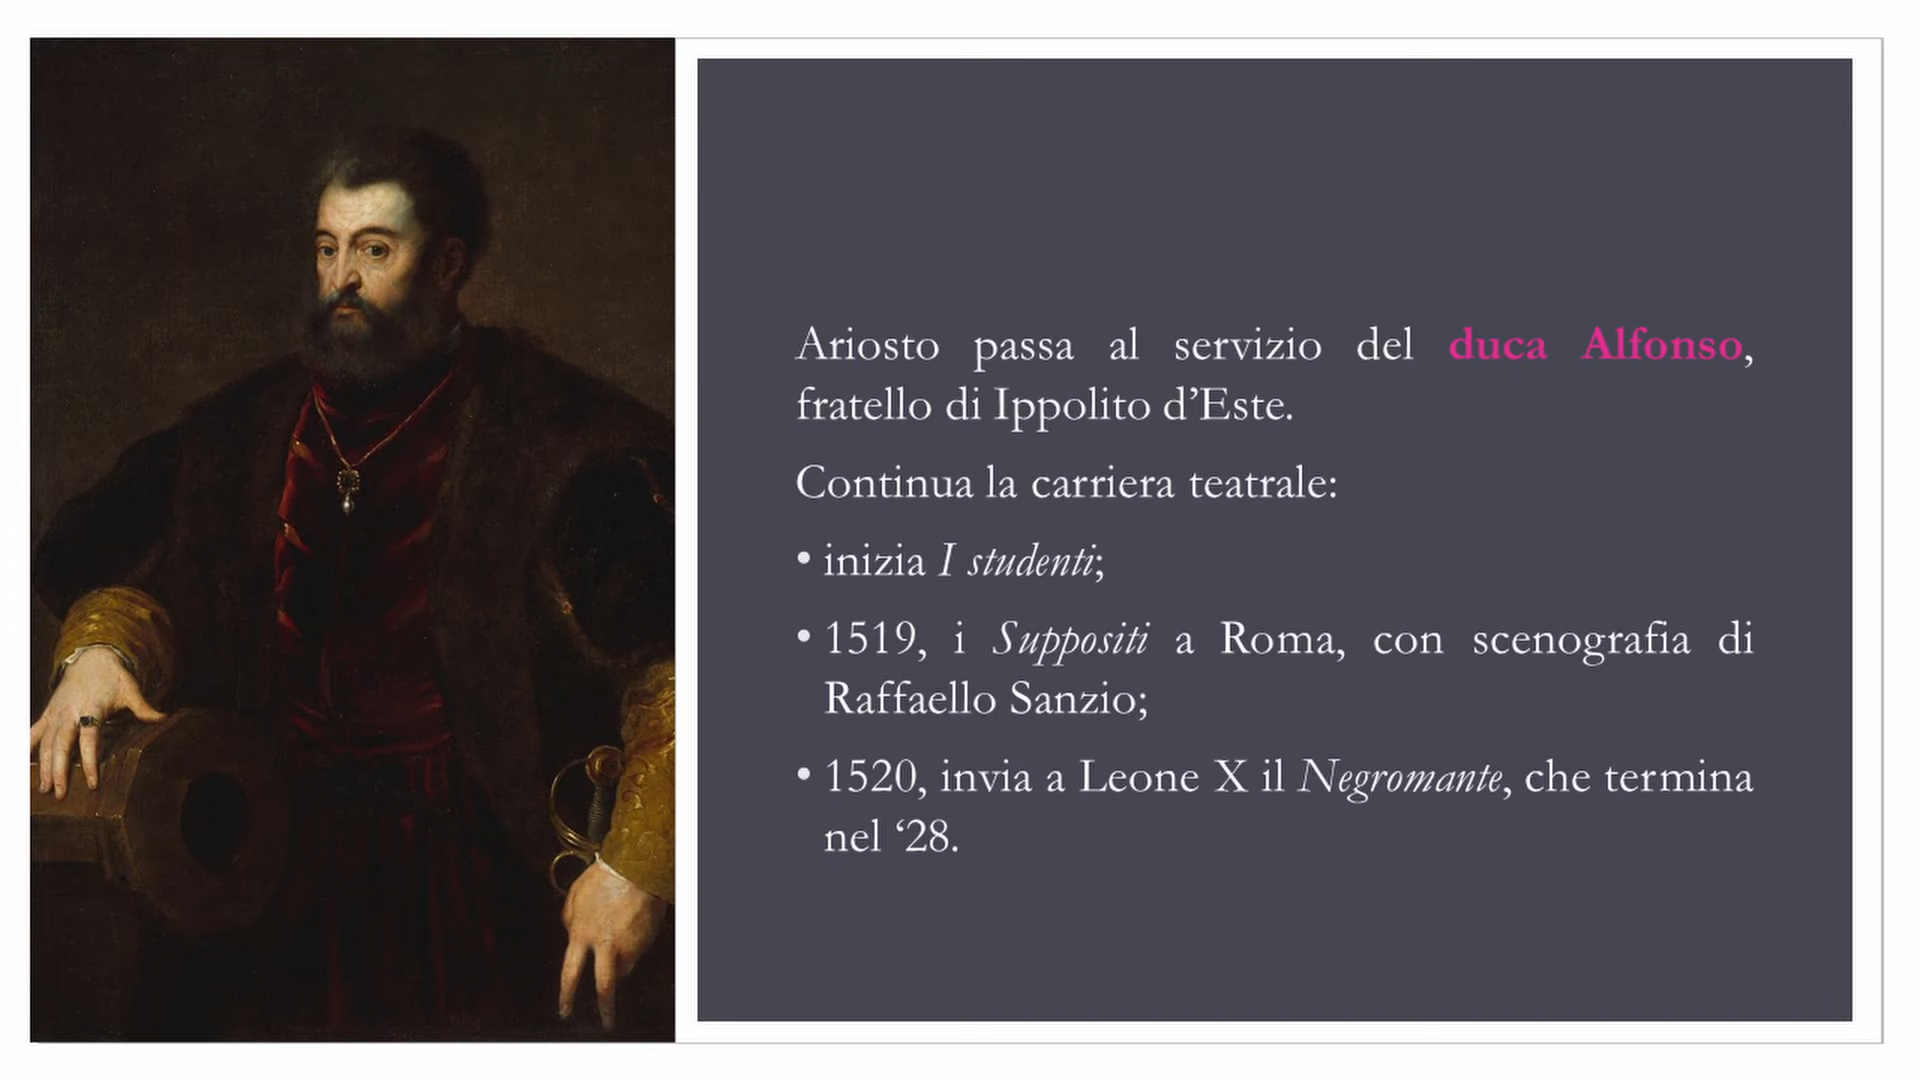 Ariosto passa al servizio del duca Alfonso,
fratello di Ippolito d’Este.
Continua la carriera teatrale:
• inizia I studenti;
• 1519, i Suppositi a Roma, con scenografia di
Raffaello Sanzio;
• 1520, invia a Leone X il Negromante, che termina
nel ‘28.